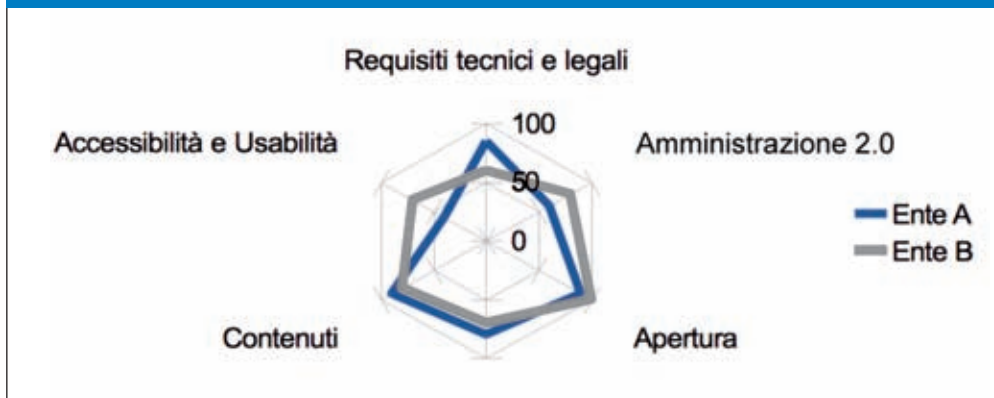 Requisiti tecnici e legali
Accessibilità e Usabilità
100
Amministrazione 2.0
50
Ente A
0
Ente B
Contenuti
Apertura